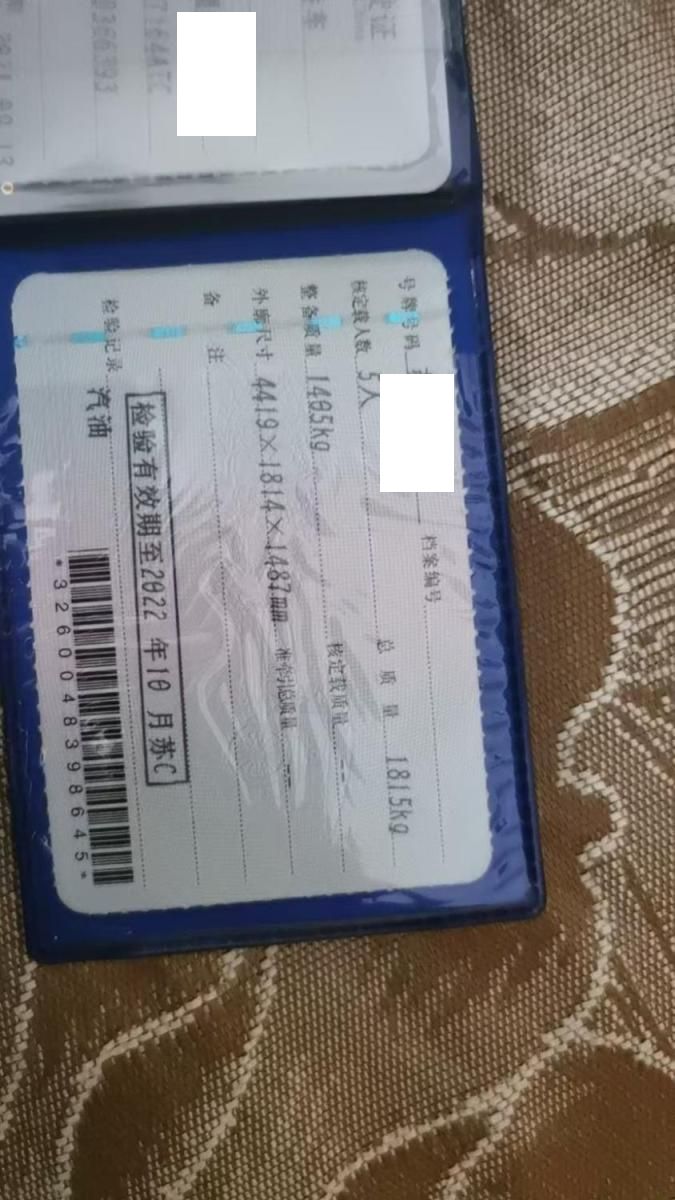 号牌号码 档案编号
核定载人数 5人 总质量 1815kg
整备质量 1405kg 核定载质量 --
外廓尺寸 4419×1814×1487mm 准牵引总质量 --
备注
检验有效期至2022年10月苏C
检验记录 汽油
*3260048398645*